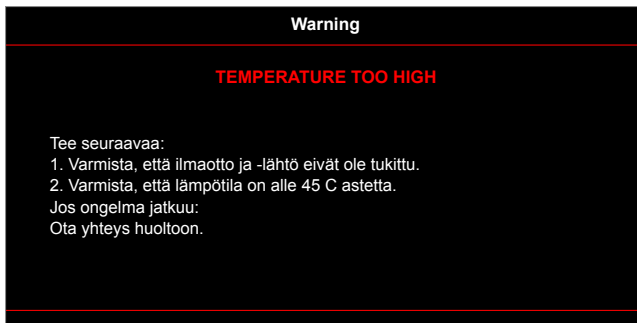 Warning
TEMPERATURE TOO HIGH
Tee seuraavaa:
1. Varmista, että ilmaotto ja -lähtö eivät ole tukittu.
2. Varmista, että lämpötila on alle 45 C astetta.
Jos ongelma jatkuu:
Ota yhteys huoltoon.